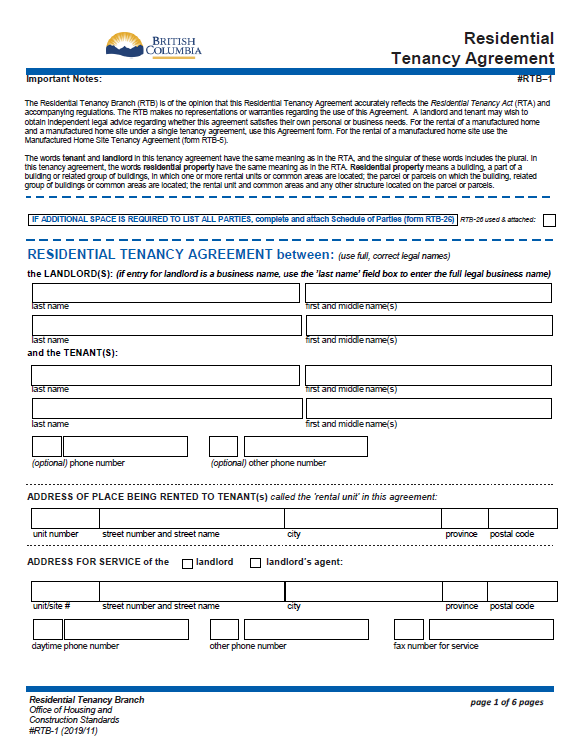 BRITISH
COLUMBIA
Residential
Tenancy Agreement
Important Notes:
#RTB–1
The Residential Tenancy Branch (RTB) is of the opinion that this Residential Tenancy Agreement accurately reflects the Residential Tenancy Act (RTA) and
accompanying regulations. The RTB makes no representations or warranties regarding the use of this Agreement. A landlord and tenant may wish to
obtain independent legal advice regarding whether this agreement satisfies their own personal or business needs. For the rental of a manufactured home
and a manufactured home site under a single tenancy agreement, use this Agreement form. For the rental of a manufactured home site use the
Manufactured Home Site Tenancy Agreement (form RTB-5).
The words tenant and landlord in this tenancy agreement have the same meaning as in the RTA, and the singular of these words includes the plural. In
this tenancy agreement, the words residential property have the same meaning as in the RTA. Residential property means a building, a part of a
building or related group of buildings, in which one or more rental units or common areas are located; the parcel or parcels on which the building, related
group of buildings or common areas are located; the rental unit and common areas and any other structure located on the parcel or parcels.
IF ADDITIONAL SPACE IS REQUIRED TO LIST ALL PARTIES, complete and attach Schedule of Parties (form RTB-26) RTB-26 used & attached:
RESIDENTIAL TENANCY AGREEMENT between: (use full, correct legal names)
the LANDLORD(S): (if entry for landlord is a business name, use the 'last name' field box to enter the full legal business name)
last name first and middle name(s)
last name first and middle name(s)
and the TENANT(S):
last name first and middle name(s)
last name first and middle name(s)
(optional) phone number (optional) other phone number
ADDRESS OF PLACE BEING RENTED TO TENANT(s) called the 'rental unit' in this agreement:
unit number street number and street name city province postal code
ADDRESS FOR SERVICE of the landlord landlord's agent:
unit/site # street number and street name city province postal code
daytime phone number other phone number fax number for service
Residential Tenancy Branch
Office of Housing and
Construction Standards
#RTB-1 (2019/11)
page 1 of 6 pages